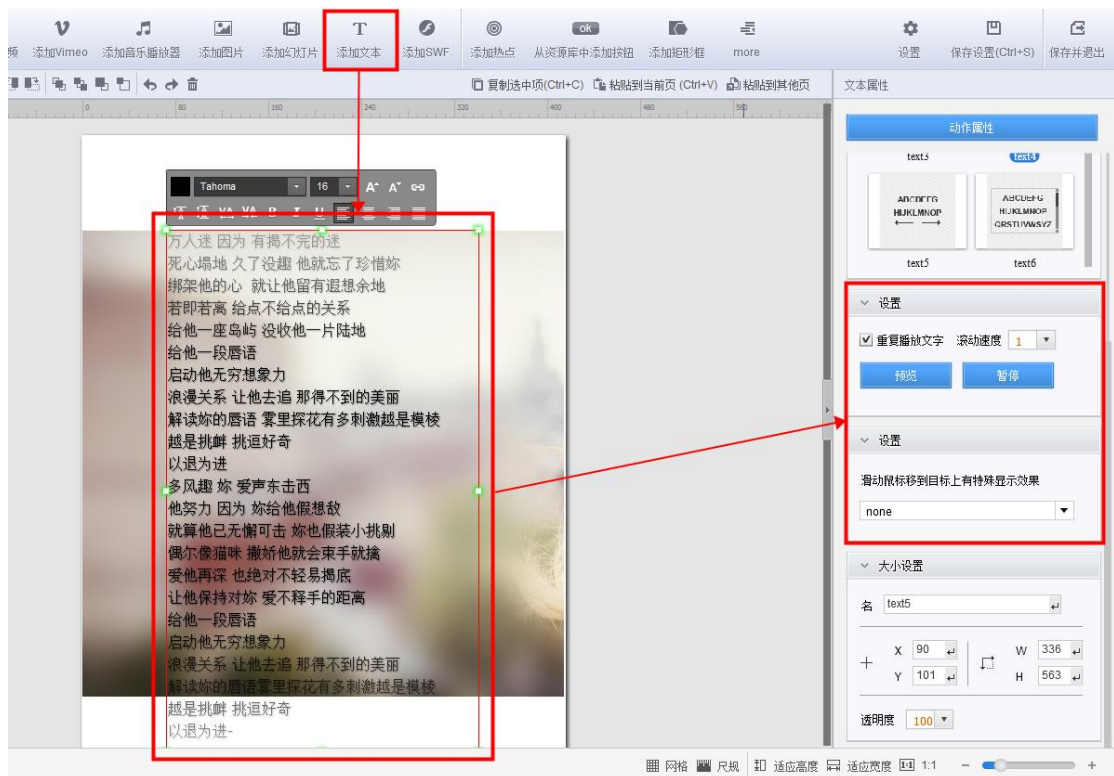 频 添加Vimeo 添加音乐播放器 添加图片 添加幻灯片 添加文本 添加SWF 添加热点 从资源库中添加按钮 添加矩形框 more 设置 保存设置(Ctrl+S) 保存并退出
ok
复制选中项(Ctrl+C) 粘贴到当前页 (Ctrl+V) 粘贴到其他页 文本属性
0 80 160 240 320 400 480 560
动作属性
text3 text4
Tahoma 16
ABCDEFG
HIJKLMNOP
ABCDEFG
HIJKLMNOP
QRSTUVWSYZ
text5 text6
万人迷 因为 有揭不完的迷
死心塌地 久了没趣 他就忘了珍惜妳
绑架他的心 就让他留有遐想余地
若即若离 给点不给点的关系
给他一座岛屿 没收他一片陆地
给他一段唇语
启动他无穷想象力
浪漫关系 让他去追 那得不到的美丽
解读妳的唇语 雾里探花有多刺激越是模棱
越是挑衅 挑逗好奇
以退为进
多风趣 妳 爱声东击西
他努力 因为 妳给他假想敌
就算他已无懈可击 妳也假装小挑剔
偶尔像猫咪 撒娇他就会束手就擒
爱他再深 也绝对不轻易揭底
让他保持对妳 爱不释手的距离
给他一段唇语
启动他无穷想象力
浪漫关系 让他去追 那得不到的美丽
解读妳的唇语雾里探花有多刺激越是模棱
越是挑衅 挑逗好奇
以退为进-
设置
重复播放文字 滚动速度 1
预览 暂停
设置
滑动鼠标移到目标上有特殊显示效果
none
大小设置
名 text5
X 90 W 336
Y 101 H 563
透明度 100
网格 尺规 适应高度 适应宽度 1:1 1:1 - +